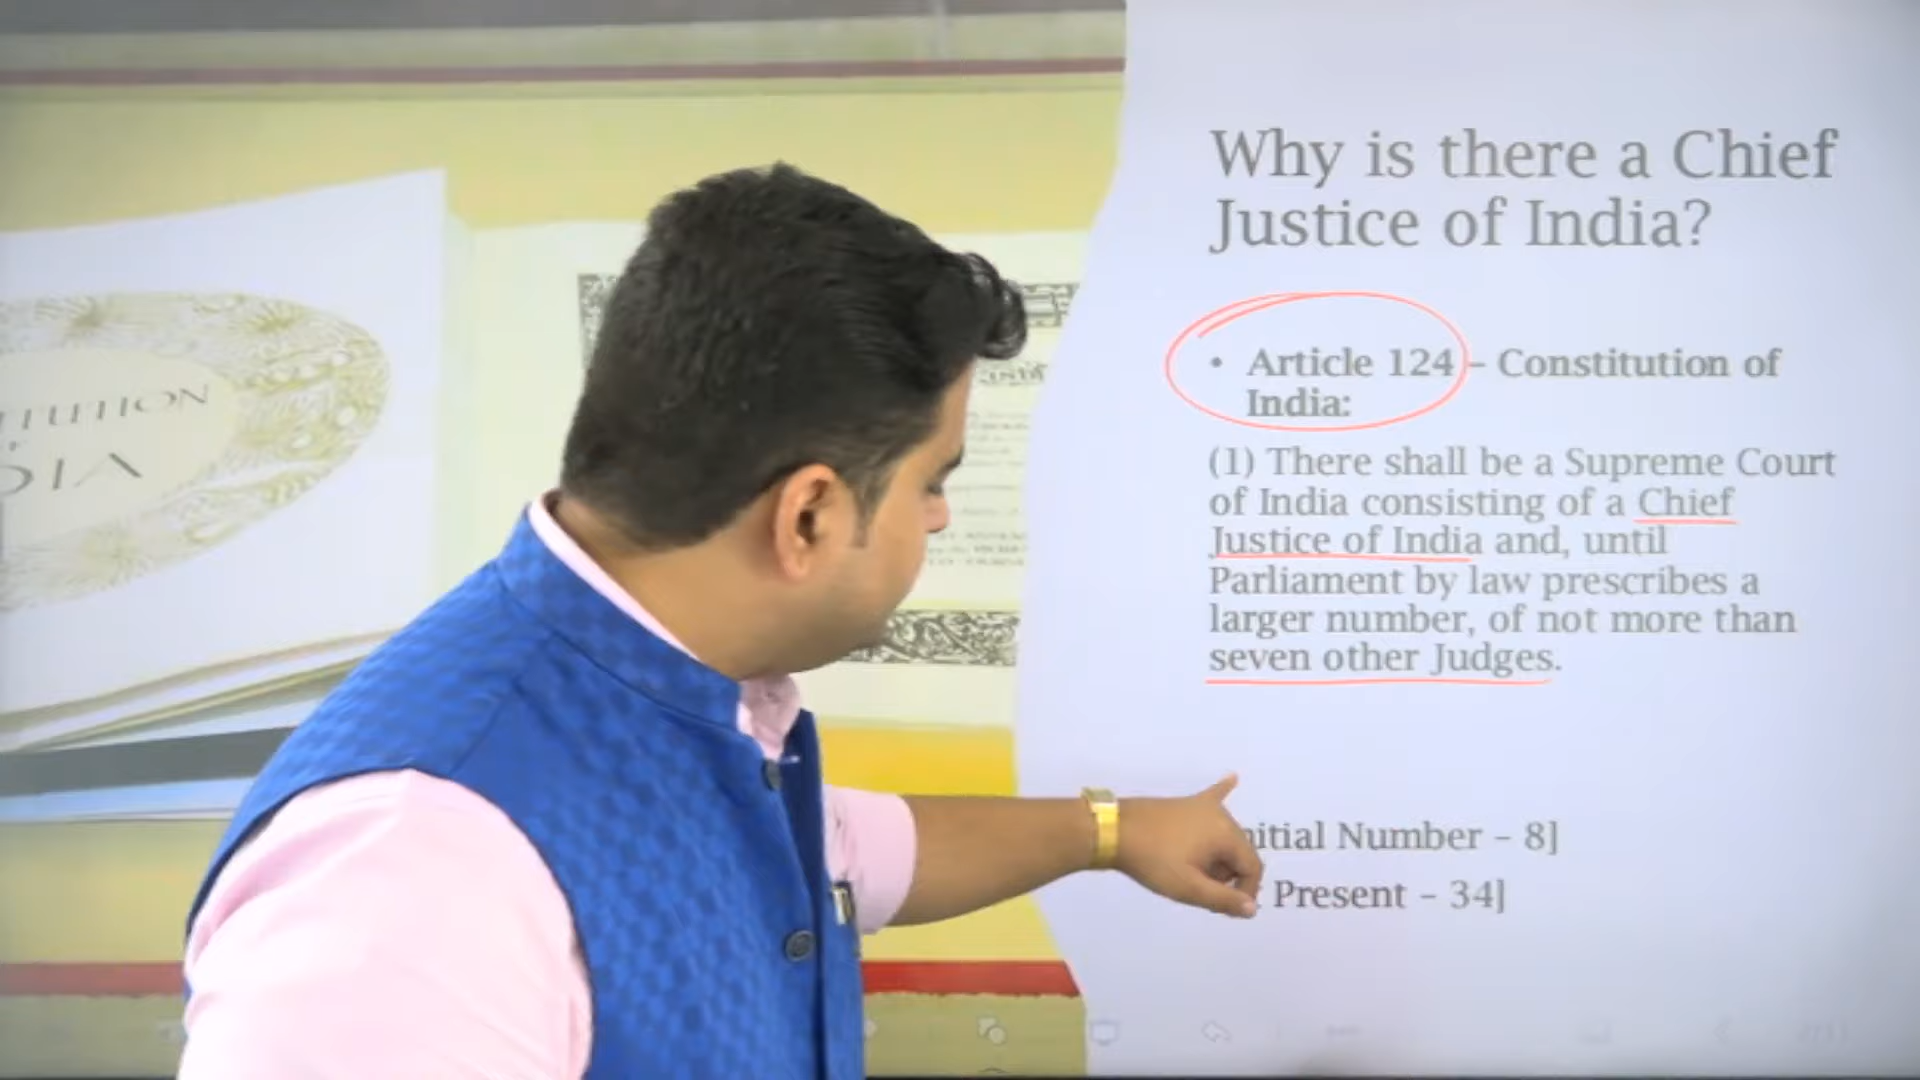 Why is there a Chief
Justice of India?
• Article 124 – Constitution of
India:
(1) There shall be a Supreme Court
of India consisting of a Chief
Justice of India and, until
Parliament by law prescribes a
larger number, of not more than
seven other Judges.
Number – 8]
Present – 34]